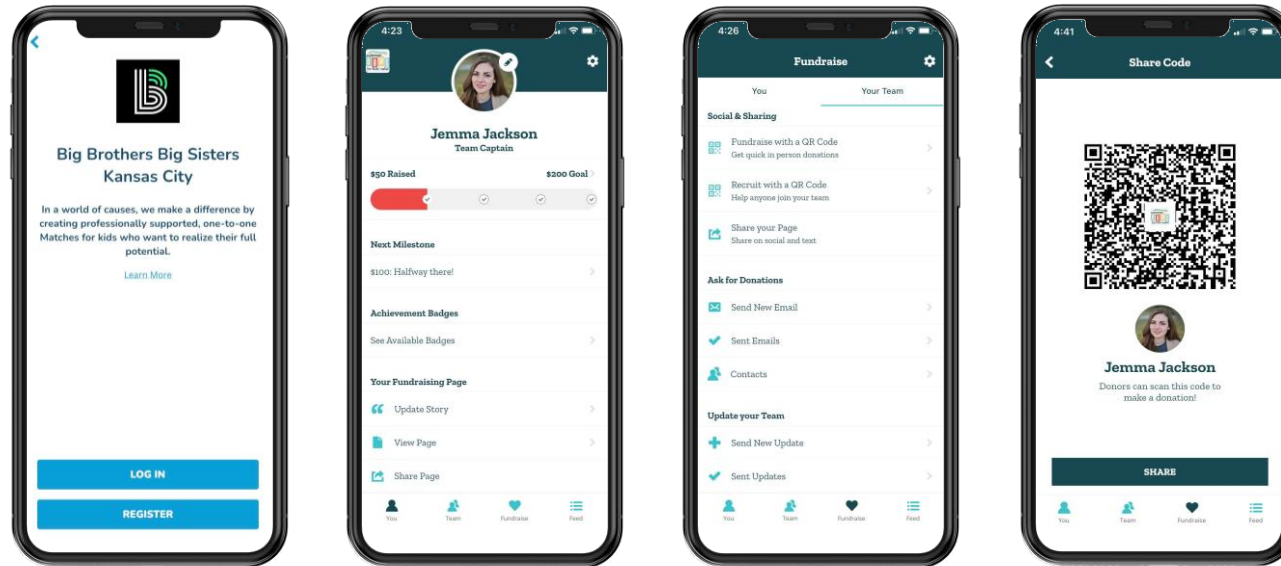 Big Brothers Big Sisters
Kansas City
In a world of causes, we make a difference by
creating professionally supported, one-to-one
Matches for kids who want to realize their full
potential.
Learn More
LOG IN
REGISTER
4:23
Jemma Jackson
Team Captain
$50 Raised
$200 Goal
Next Milestone
$100: Halfway there!
Achievement Badges
See Available Badges
Your Fundraising Page
Update Story
View Page
Share Page
You
Team
Fundraise
Feed
4:26
Fundraise
You
Your Team
Social & Sharing
Fundraise with a QR Code
Get quick in person donations
Recruit with a QR Code
Help anyone join your team
Share your Page
Share on social and text
Ask for Donations
Send New Email
Sent Emails
Contacts
Update your Team
Send New Update
Sent Updates
You
Team
Fundraise
Feed
4:41
Share Code
Jemma Jackson
Donors can scan this code to
make a donation!
SHARE
You
Team
Fundraise
Feed